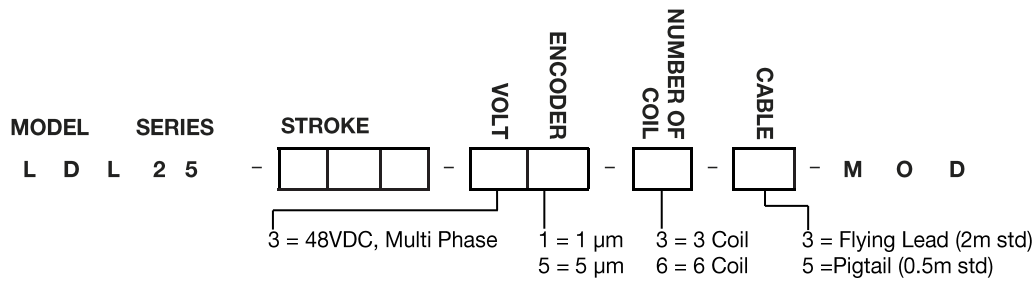 MODEL SERIES STROKE VOLT ENCODER NUMBER OF COIL CABLE
L D L 2 5 - - - - - M O D
3 = 48VDC, Multi Phase 1 = 1 µm 3 = 3 Coil 3 = Flying Lead (2m std)
5 = 5 µm 6 = 6 Coil 5 =Pigtail (0.5m std)